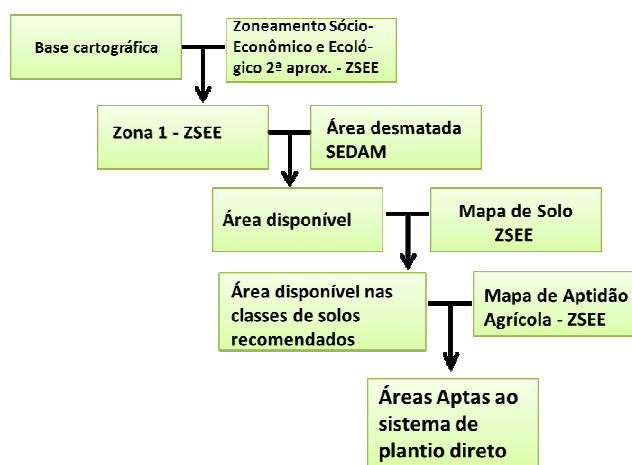 Base cartográfica
Zoneamento Sócio-
Econômico e Ecoló-
gico 2ª aprox. - ZSEE
Zona 1 - ZSEE
Área desmatada
SEDAM
Área disponível
Mapa de Solo
ZSEE
Área disponível nas
classes de solos
recomendados
Mapa de Aptidão
Agrícola - ZSEE
Áreas Aptas ao
sistema de
plantio direto